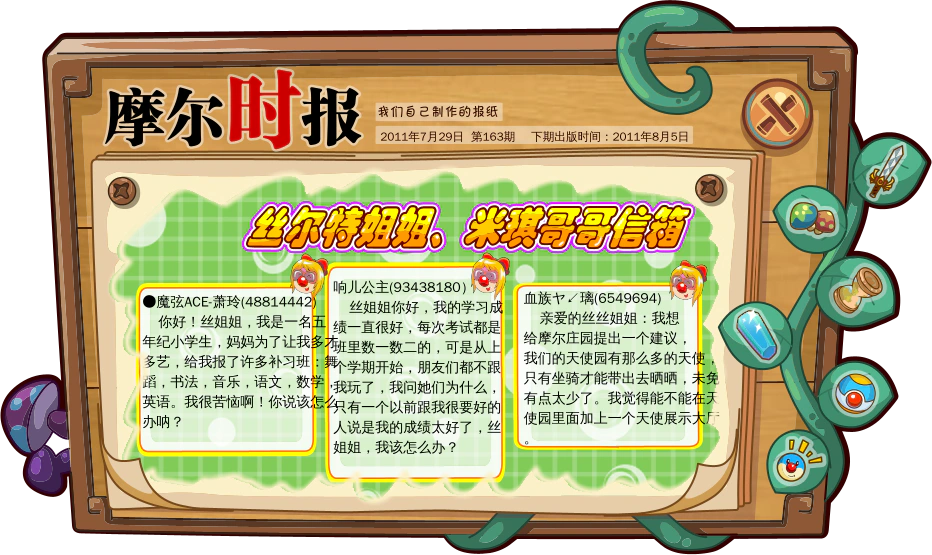 摩尔时报
我们自己制作的报纸
2011年7月29日 第163期 下期出版时间：2011年8月5日
丝尔特姐姐、米琪哥哥信箱
●魔弦ACE-萧玲(48814442)
你好！丝姐姐，我是一名五
年纪小学生，妈妈为了让我多才
多艺，给我报了许多补习班：舞
蹈，书法，音乐，语文，数学，
英语。我很苦恼啊！你说该怎么
办呐？
响儿公主(93438180)
丝姐姐你好，我的学习成
绩一直很好，每次考试都是
班里数一数二的，可是从上
个学期开始，朋友们都不跟
我玩了，我问她们为什么，
只有一个以前跟我很要好的
人说是我的成绩太好了，丝
姐姐，我该怎么办？
血族ヤ↙璃(6549694)
亲爱的丝丝姐姐：我想
给摩尔庄园提出一个建议，
我们的天使园有那么多的天使，
只有坐骑才能带出去晒晒，未免
有点太少了。我觉得能不能在天
使园里面加上一个天使展示大厅
。